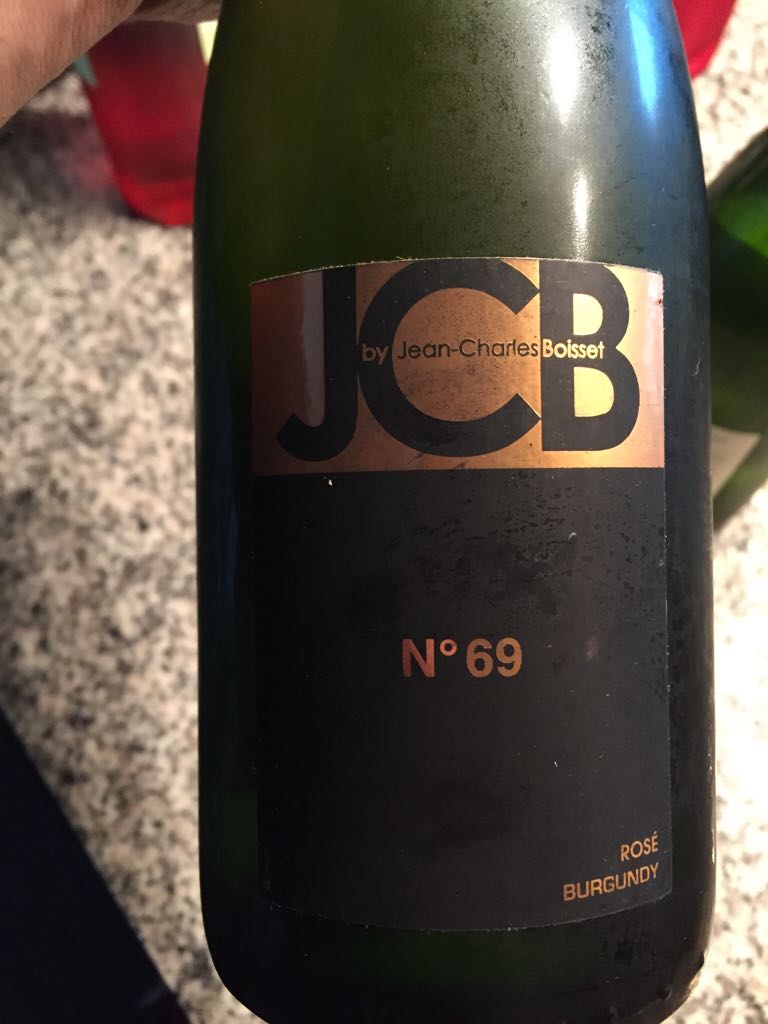 JCB
by Jean-Charles Boisset
N° 69
ROSÉ
BURGUNDY